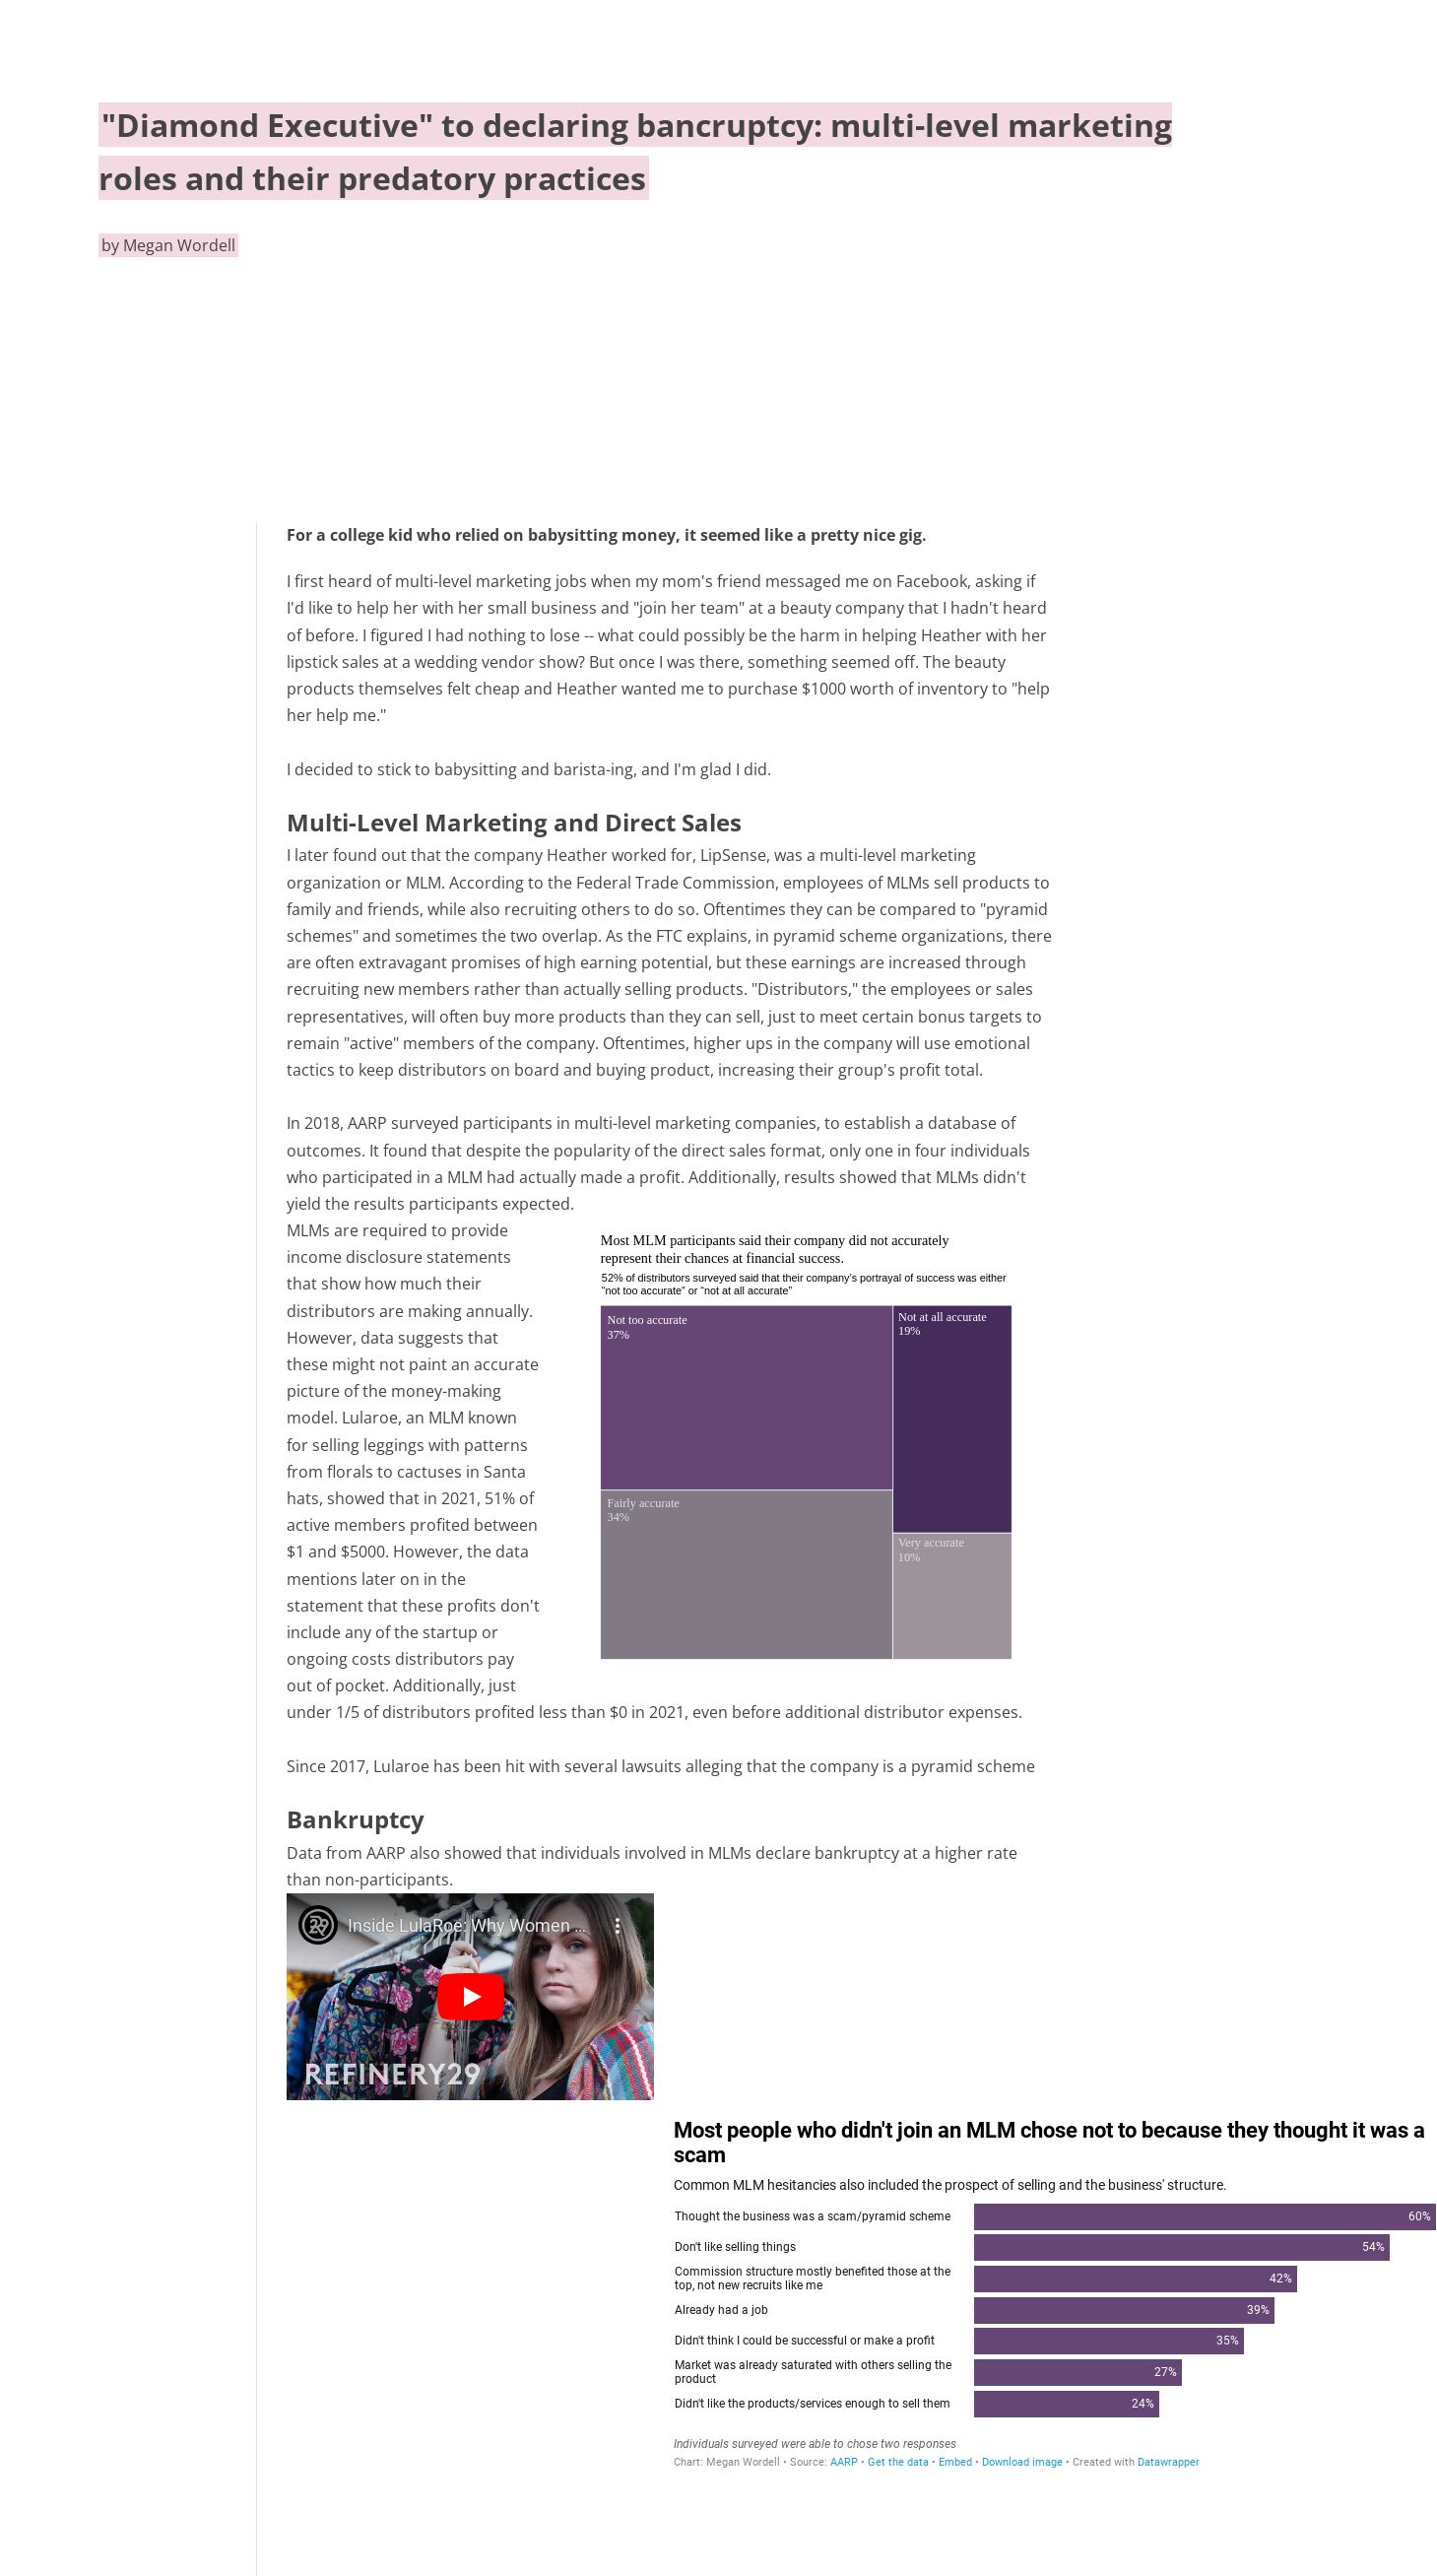 "Diamond Executive" to declaring bancruptcy: multi-level marketing
roles and their predatory practices
by Megan Wordell
For a college kid who relied on babysitting money, it seemed like a pretty nice gig.
I first heard of multi-level marketing jobs when my mom's friend messaged me on Facebook, asking if
I'd like to help her with her small business and "join her team" at a beauty company that I hadn't heard
of before. I figured I had nothing to lose -- what could possibly be the harm in helping Heather with her
lipstick sales at a wedding vendor show? But once I was there, something seemed off. The beauty
products themselves felt cheap and Heather wanted me to purchase $1000 worth of inventory to "help
her help me."
I decided to stick to babysitting and barista-ing, and I'm glad I did.
Multi-Level Marketing and Direct Sales
I later found out that the company Heather worked for, LipSense, was a multi-level marketing
organization or MLM. According to the Federal Trade Commission, employees of MLMs sell products to
family and friends, while also recruiting others to do so. Oftentimes they can be compared to "pyramid
schemes" and sometimes the two overlap. As the FTC explains, in pyramid scheme organizations, there
are often extravagant promises of high earning potential, but these earnings are increased through
recruiting new members rather than actually selling products. "Distributors," the employees or sales
representatives, will often buy more products than they can sell, just to meet certain bonus targets to
remain "active" members of the company. Oftentimes, higher ups in the company will use emotional
tactics to keep distributors on board and buying product, increasing their group's profit total.
In 2018, AARP surveyed participants in multi-level marketing companies, to establish a database of
outcomes. It found that despite the popularity of the direct sales format, only one in four individuals
who participated in a MLM had actually made a profit. Additionally, results showed that MLMs didn't
yield the results participants expected.
MLMs are required to provide
income disclosure statements
that show how much their
distributors are making annually.
However, data suggests that
these might not paint an accurate
picture of the money-making
model. Lularoe, an MLM known
for selling leggings with patterns
from florals to cactuses in Santa
hats, showed that in 2021, 51% of
active members profited between
$1 and $5000. However, the data
mentions later on in the
statement that these profits don't
include any of the startup or
ongoing costs distributors pay
out of pocket. Additionally, just
under 1/5 of distributors profited less than $0 in 2021, even before additional distributor expenses.
Most MLM participants said their company did not accurately
represent their chances at financial success.
52% of distributors surveyed said that their company's portrayal of success was either
“not too accurate” or “not at all accurate”
Not too accurate
37%
Not at all accurate
19%
Fairly accurate
34%
Very accurate
10%
Since 2017, Lularoe has been hit with several lawsuits alleging that the company is a pyramid scheme
Bankruptcy
Data from AARP also showed that individuals involved in MLMs declare bankruptcy at a higher rate
than non-participants.
29 Inside LulaRoe: Why Women ...
REFINERY29
Most people who didn't join an MLM chose not to because they thought it was a
scam
Common MLM hesitancies also included the prospect of selling and the business' structure.
Thought the business was a scam/pyramid scheme 60%
Don't like selling things 54%
Commission structure mostly benefited those at the
top, not new recruits like me 42%
Already had a job 39%
Didn't think I could be successful or make a profit 35%
Market was already saturated with others selling the
product 27%
Didn't like the products/services enough to sell them 24%
Individuals surveyed were able to chose two responses
Chart: Megan Wordell • Source: AARP • Get the data • Embed • Download image • Created with Datawrapper